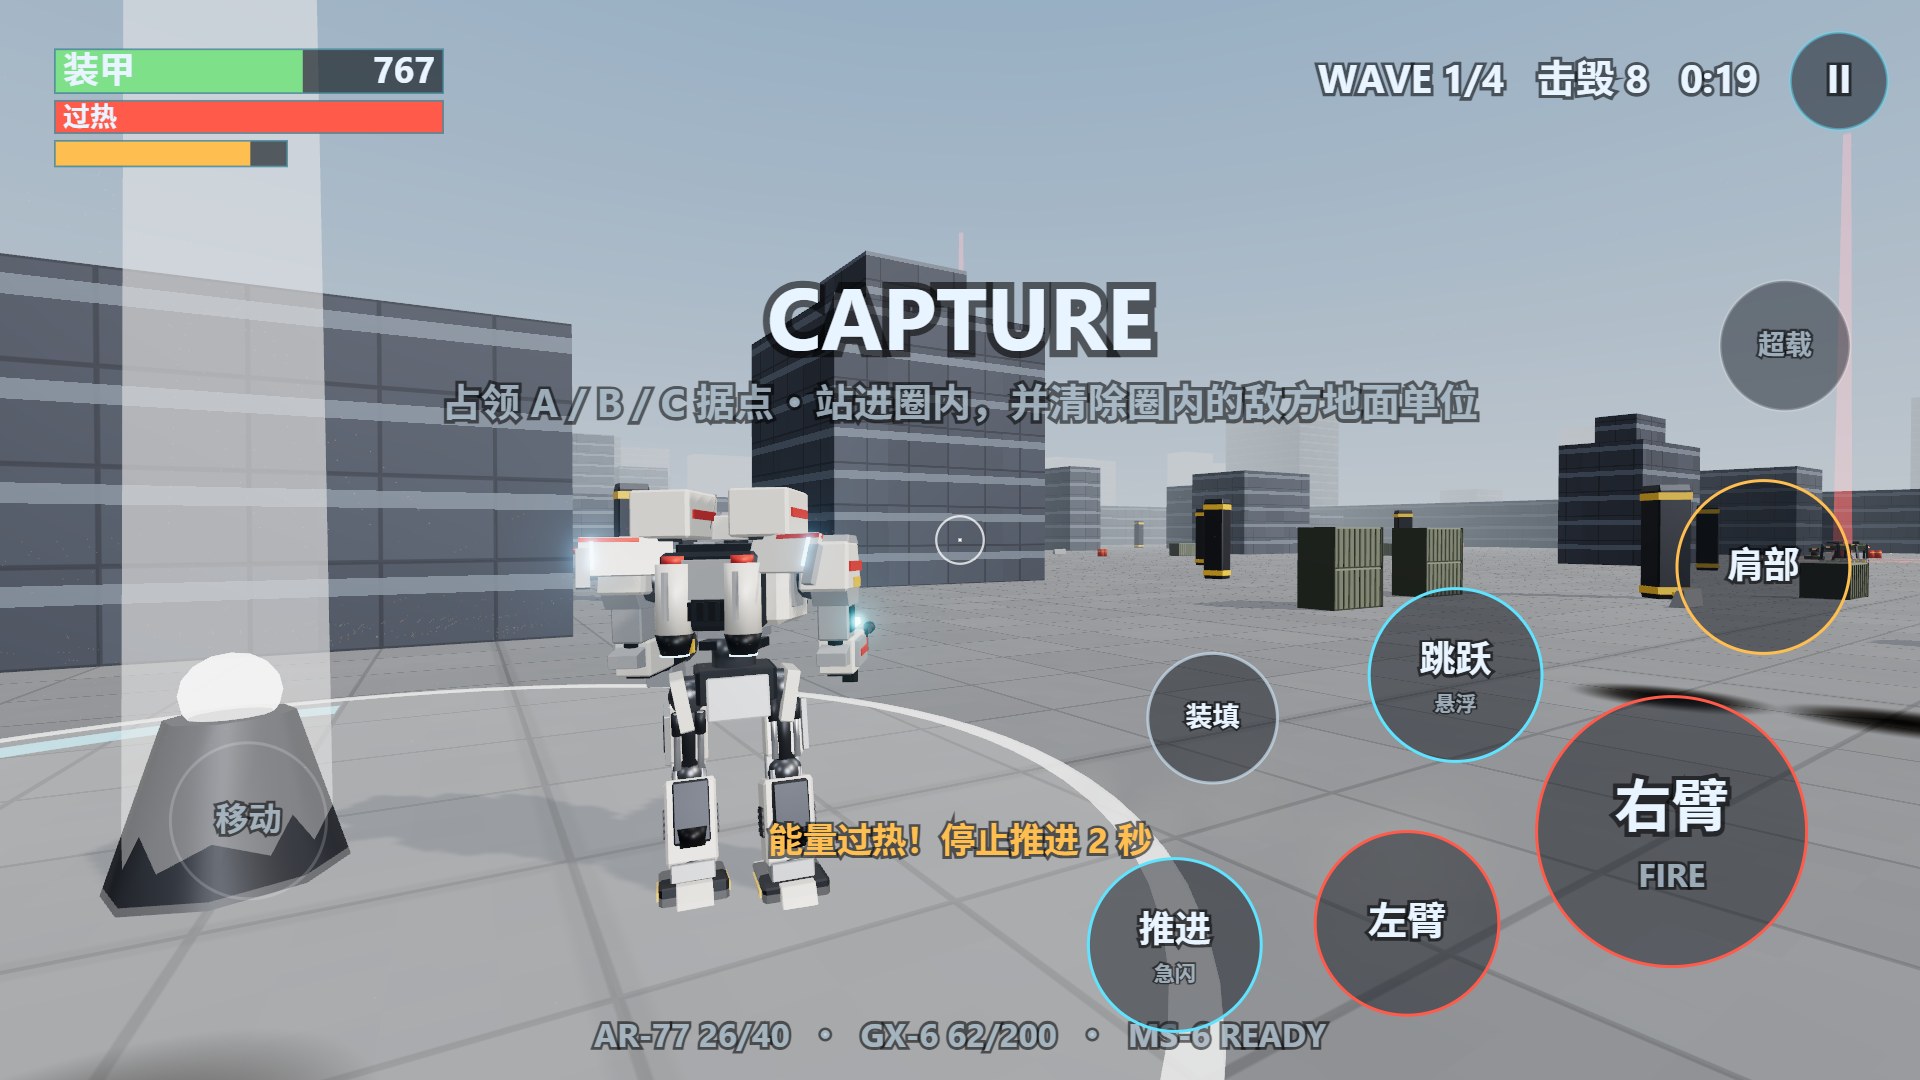 装甲 767
过热
WAVE 1/4 击毁 8 0:19
CAPTURE
占领 A / B / C 据点・站进圈内，并清除圈内的敌方地面单位
超载
肩部
跳跃
悬浮
装填
右臂
FIRE
移动
能量过热！停止推进 2 秒
左臂
推进
急闪
AR-77 26/40 • GX-6 62/200 • MS-6 READY